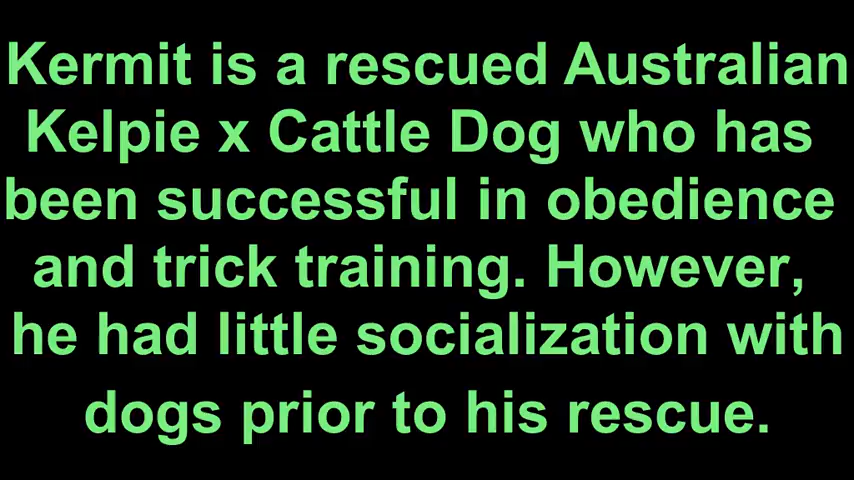 Kermit is a rescued Australian
Kelpie x Cattle Dog who has
been successful in obedience
and trick training. However,
he had little socialization with
dogs prior to his rescue.